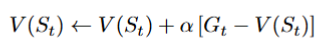 V(S_t) ← V(S_t) + α [G_t − V(S_t)]